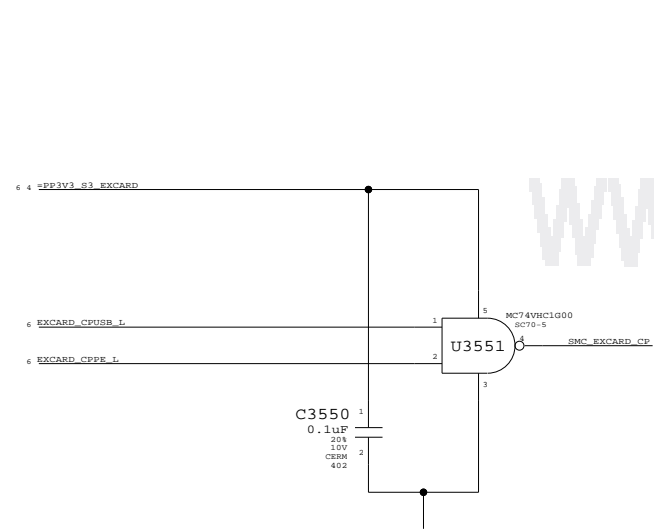 6 4 =PP3V3_S3_EXCARD
W
5
MC74VHC1G00
SC70-5
6 EXCARD_CPUSB_L
1
4
SMC_EXCARD_CP
U3551
6 EXCARD_CPPE_L
2
3
C3550
1
0.1uF
20%
10V
2
CERM
402